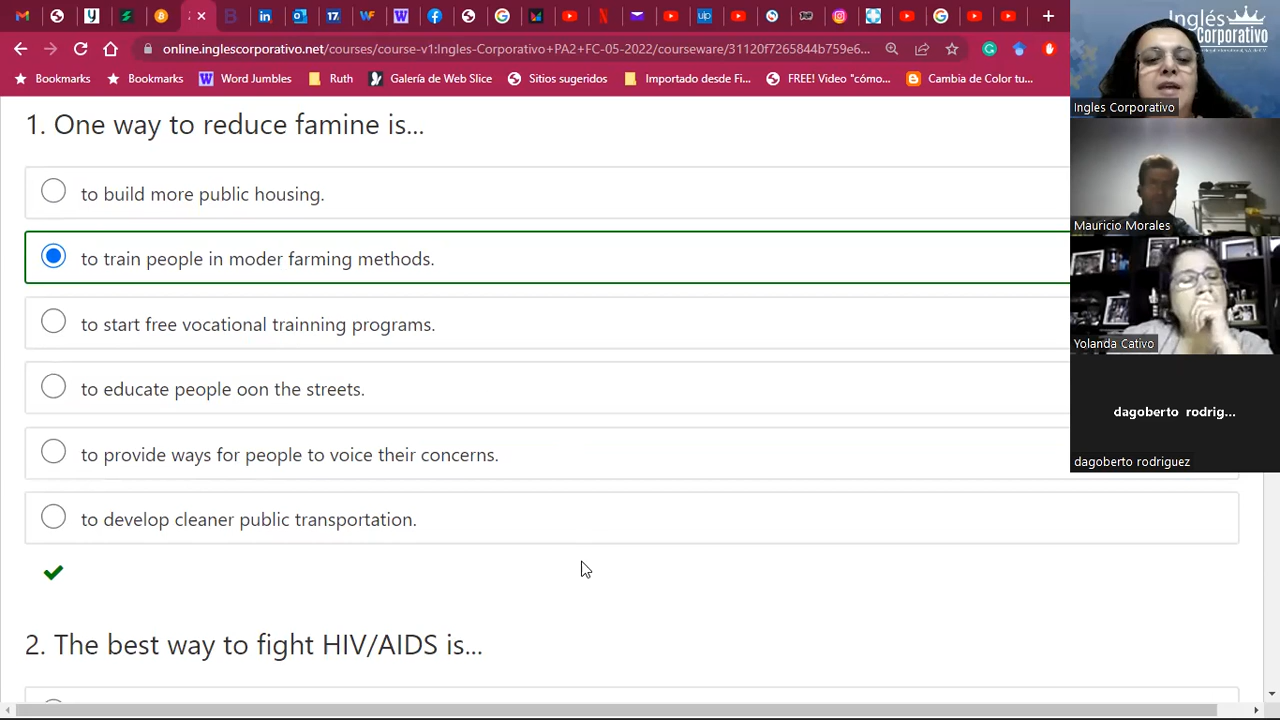 online.inglescorporativo.net/courses/course-v1:Ingles-Corporativo+PA2+FC-05-2022/courseware/31120f7265844b759e6...
Bookmarks Bookmarks Word Jumbles Ruth Galería de Web Slice Sitios sugeridos Importado desde Fi... FREE! Video "cómo... Cambia de Color tu...
Inglés
Corporativo
Ingles Corporativo
Mauricio Morales
Yolanda Cativo
dagoberto rodrig...
dagoberto rodriguez
1. One way to reduce famine is...
to build more public housing.
to train people in moder farming methods.
to start free vocational trainning programs.
to educate people oon the streets.
to provide ways for people to voice their concerns.
to develop cleaner public transportation.
2. The best way to fight HIV/AIDS is...